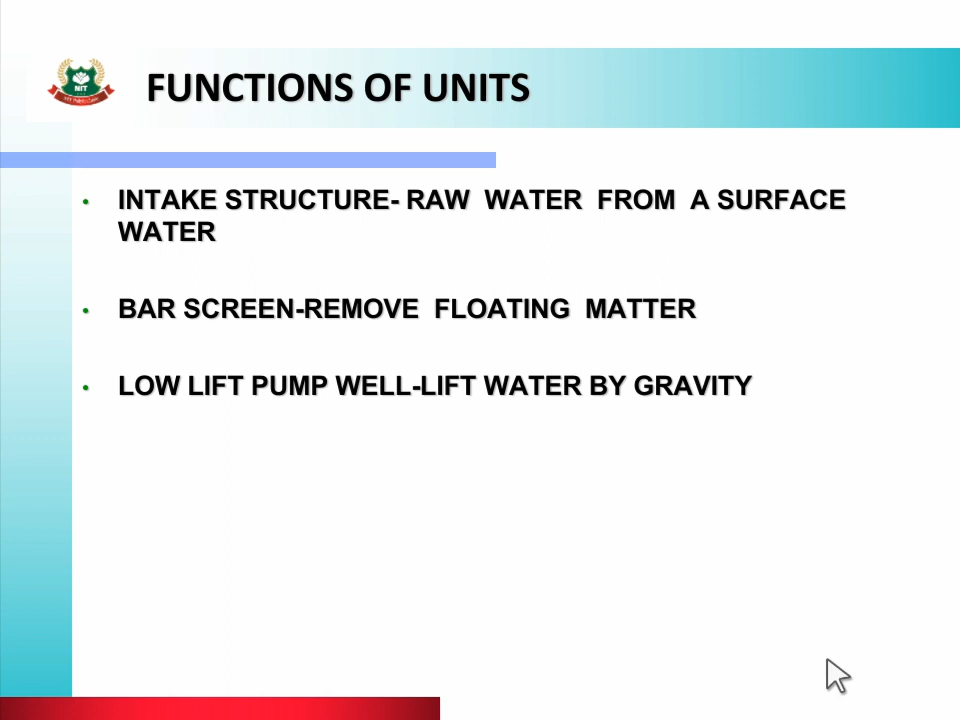 NIT
FUNCTIONS OF UNITS
• INTAKE STRUCTURE- RAW WATER FROM A SURFACE
WATER
• BAR SCREEN-REMOVE FLOATING MATTER
• LOW LIFT PUMP WELL-LIFT WATER BY GRAVITY